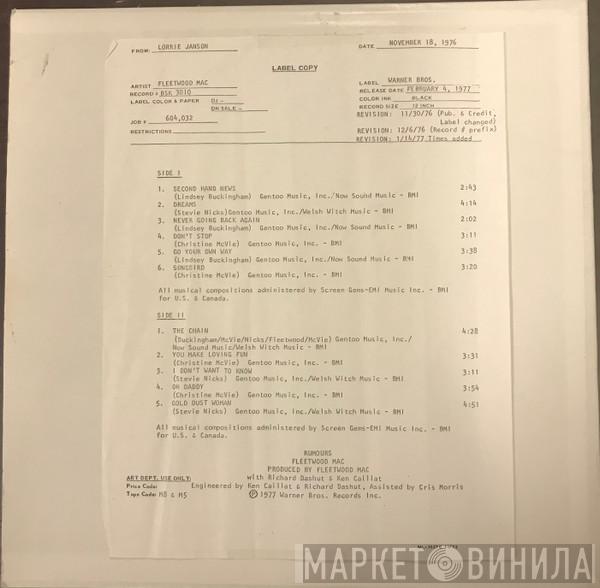 FROM: LORRIE JANSON
DATE NOVEMBER 18, 1976
LABEL COPY
ARTIST FLEETWOOD MAC
LABEL WARNER BROS.
RECORD # BSK 3010
RELEASE DATE FEBRUARY 4, 1977
LABEL COLOR & PAPER DJ -
COLOR INK BLACK
ON SALE -
RECORD SIZE 12 INCH
JOB # 604,032
REVISION: 11/30/76 (Pub. & Credit,
Label changed)
RESTRICTIONS
REVISION: 12/6/76 (Record # prefix)
REVISION: 1/14/77 Times added
SIDE I
1. SECOND HAND NEWS 2:43
(Lindsey Buckingham) Gentoo Music, Inc./Now Sound Music - BMI
2. DREAMS 4:14
(Stevie Nicks)Gentoo Music, Inc./Welsh Witch Music - BMI
3. NEVER GOING BACK AGAIN 2:02
(Lindsey Buckingham) Gentoo Music, Inc./Now Sound Music - BMI
4. DON'T STOP 3:11
(Christine McVie) Gentoo Music, Inc. - BMI
5. GO YOUR OWN WAY 3:38
(Lindsey Buckingham) Gentoo Music, Inc./Now Sound Music - BMI
6. SONGBIRD 3:20
(Christine McVie) Gentoo Music, Inc. - BMI
All musical compositions administered by Screen Gems-EMI Music Inc. - BMI
for U.S. & Canada.
SIDE II
1. THE CHAIN 4:28
(Buckingham/McVie/Nicks/Fleetwood/McVie) Gentoo Music, Inc./
Now Sound Music/Welsh Witch Music - BMI
2. YOU MAKE LOVING FUN 3:31
(Christine McVie) Gentoo Music, Inc. - BMI
3. I DON'T WANT TO KNOW 3:11
(Stevie Nicks) Gentoo Music, Inc./Welsh Witch Music - BMI
4. OH DADDY 3:54
(Christine McVie) Gentoo Music, Inc. - BMI
5. GOLD DUST WOMAN 4:51
(Stevie Nicks) Gentoo Music, Inc./Welsh Witch Music - BMI
All musical compositions administered by Screen Gems-EMI Music Inc. - BMI
for U.S. & Canada.
RUMOURS
FLEETWOOD MAC
PRODUCED BY FLEETWOOD MAC
ART DEPT. USE ONLY: with Richard Dashut & Ken Caillat
Price Code: Engineered by Ken Caillat & Richard Dashut, Assisted by Cris Morris
Tape Code: M8 & M5 ℗ 1977 Warner Bros. Records Inc.
МАРКЕТ ВИНИЛА